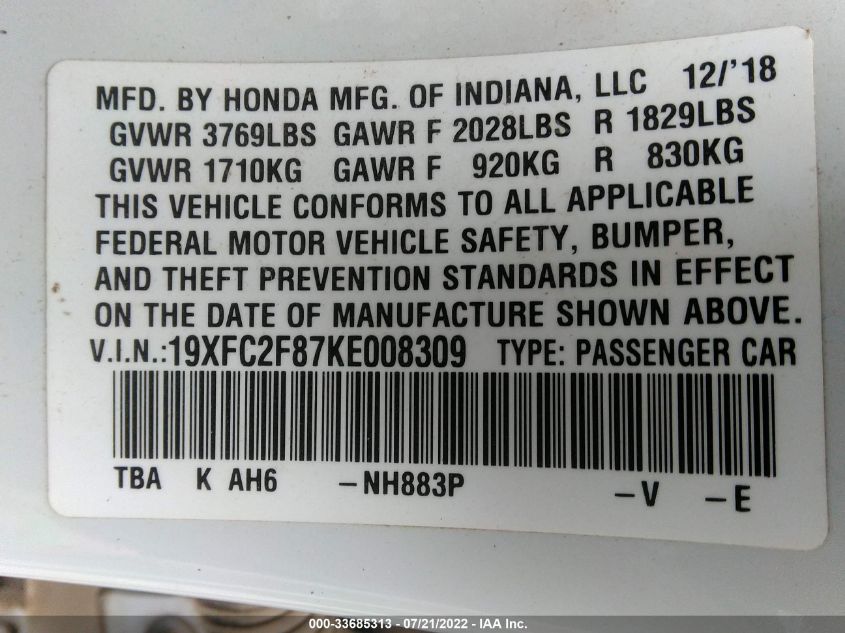 MFD. BY HONDA MFG. OF INDIANA, LLC 12/'18
GVWR 3769LBS GAWR F 2028LBS R 1829LBS
GVWR 1710KG GAWR F 920KG R 830KG
THIS VEHICLE CONFORMS TO ALL APPLICABLE
FEDERAL MOTOR VEHICLE SAFETY, BUMPER,
AND THEFT PREVENTION STANDARDS IN EFFECT
ON THE DATE OF MANUFACTURE SHOWN ABOVE.
V.I.N.:19XFC2F87KE008309 TYPE: PASSENGER CAR
TBA K AH6 -NH883P -V -E
000-33685313 - 07/21/2022 - IAA Inc.